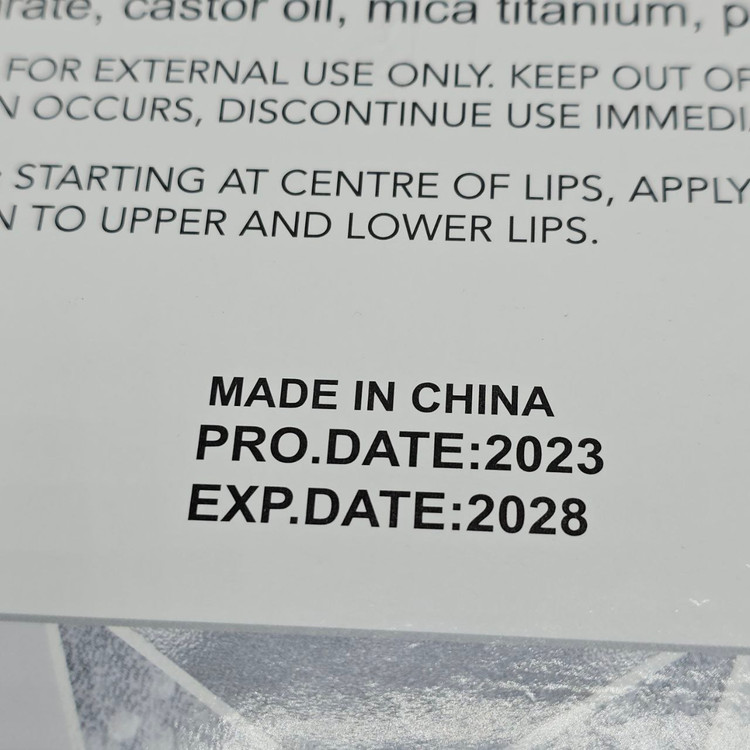 castor oil, mica titanium,
FOR EXTERNAL USE ONLY. KEEP OUT OF
OCCURS, DISCONTINUE USE
STARTING AT CENTRE OF LIPS, APPLY
TO UPPER AND LOWER LIPS.
MADE IN CHINA
PRO.DATE:2023
EXP.DATE:2028